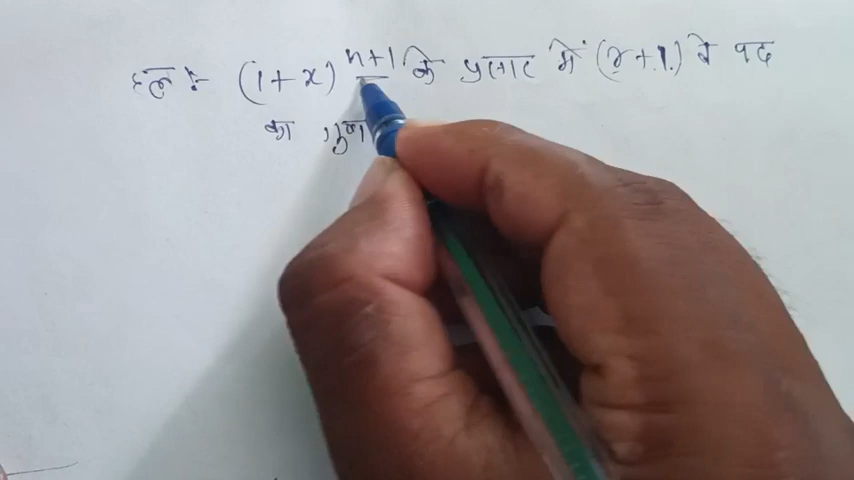 हल :- (1+x)^{n+1} के प्रसार में (r+1) वे पद
का गुण